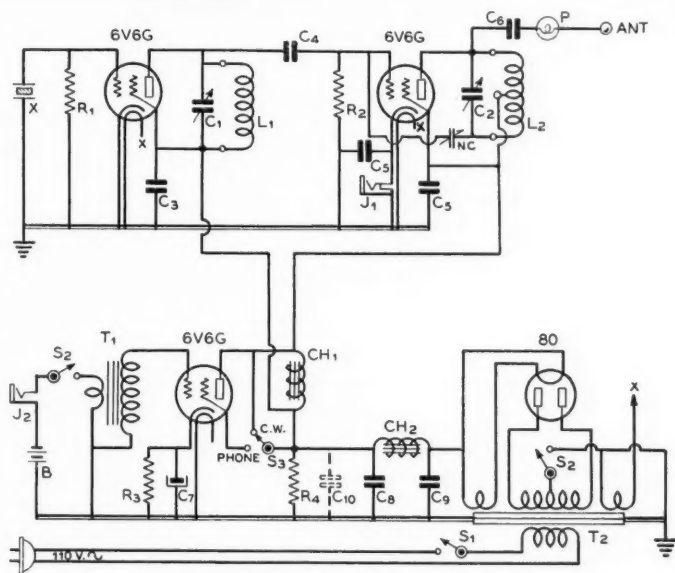 6V6G
C4
6V6G
C6
P
ANT
X
R1
X
C1
L1
R2
X
C2
L2
C5
NC
C3
J1
C5
6V6G
80
T1
CH1
S2
X
J2
C.W.
CH2
S2
PHONE
S3
B
R3
C7
R4
C10
C8
C9
S1
T2
110 V.~